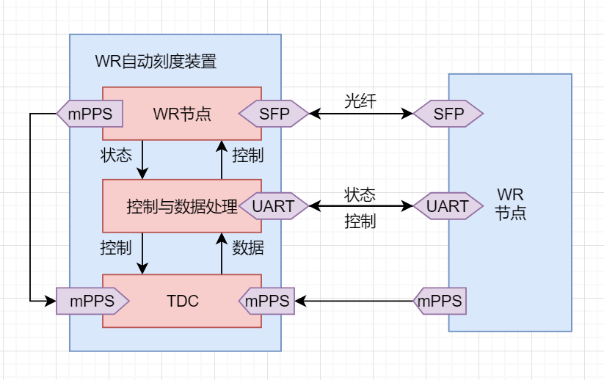 WR自动刻度装置
mPPS
WR节点
SFP
光纤
SFP
状态
控制
控制与数据处理
UART
状态
控制
UART
WR
节点
控制
数据
mPPS
TDC
mPPS
mPPS